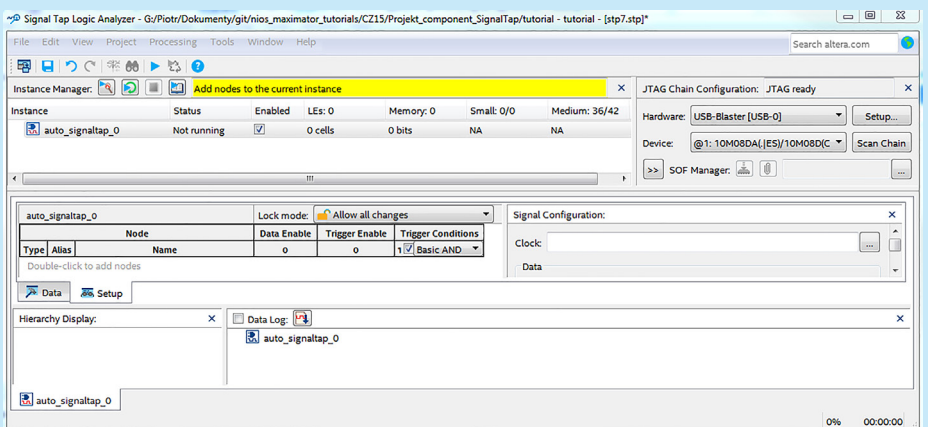 Signal Tap Logic Analyzer - G:/Piotr/Dokumenty/git/nios_maximator_tutorials/CZ15/Projekt_component_SignalTap/tutorial - tutorial - [stp7.stp]*
File Edit View Project Processing Tools Window Help
Search altera.com
Instance Manager: Add nodes to the current instance
JTAG Chain Configuration: JTAG ready
Instance Status Enabled LEs: 0 Memory: 0 Small: 0/0 Medium: 36/42
auto_signaltap_0 Not running 0 cells 0 bits NA NA
Hardware: USB-Blaster [USB-0] Setup...
Device: @1: 10M08DA(.|ES)/10M08D(C Scan Chain
>> SOF Manager: ...
auto_signaltap_0 Lock mode: Allow all changes
Node Data Enable Trigger Enable Trigger Conditions
Type Alias Name 0 0 1 Basic AND
Double-click to add nodes
Signal Configuration:
Clock: ...
Data
Data Setup
Hierarchy Display:
Data Log:
auto_signaltap_0
auto_signaltap_0
0% 00:00:00